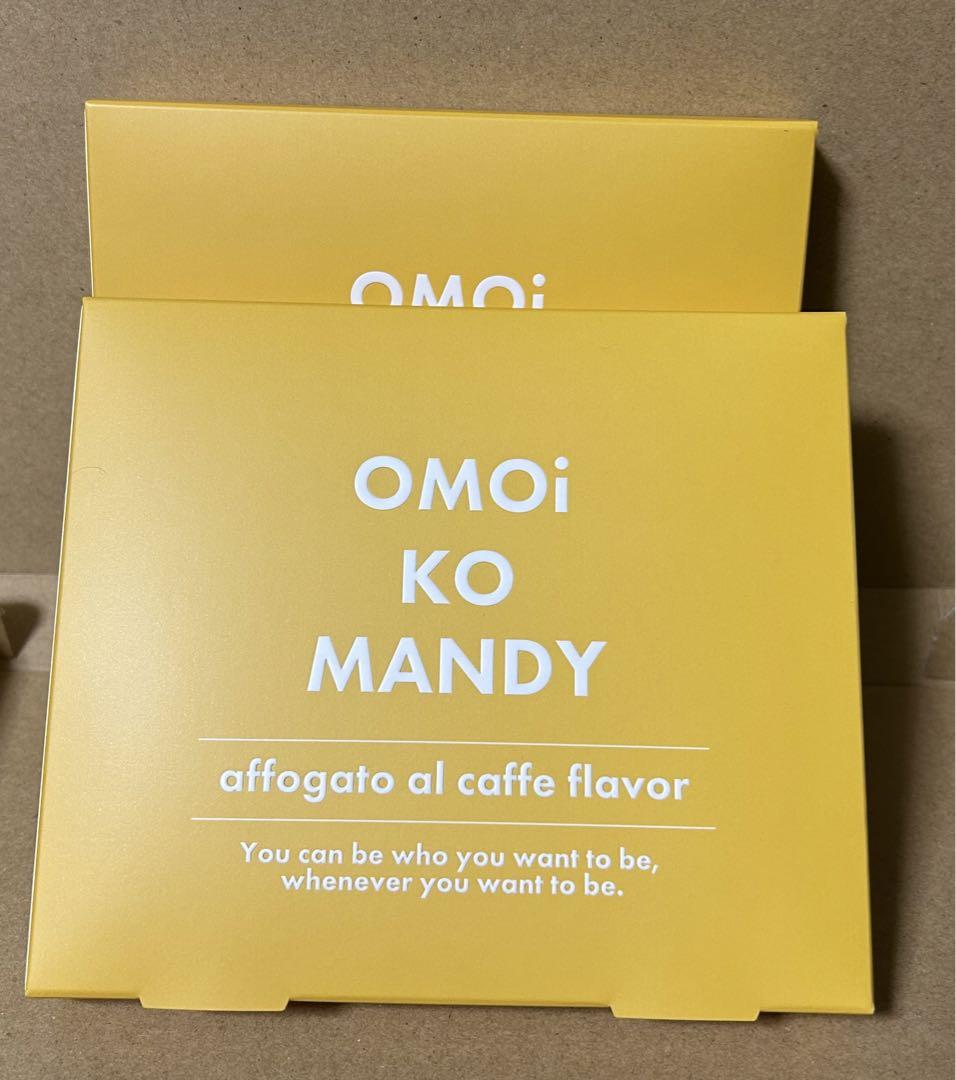 OMOi
OMOi
KO
MANDY
affogato al caffe flavor
You can be who you want to be,
whenever you want to be.